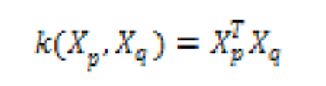 k(X_p, X_q) = X_p^T X_q